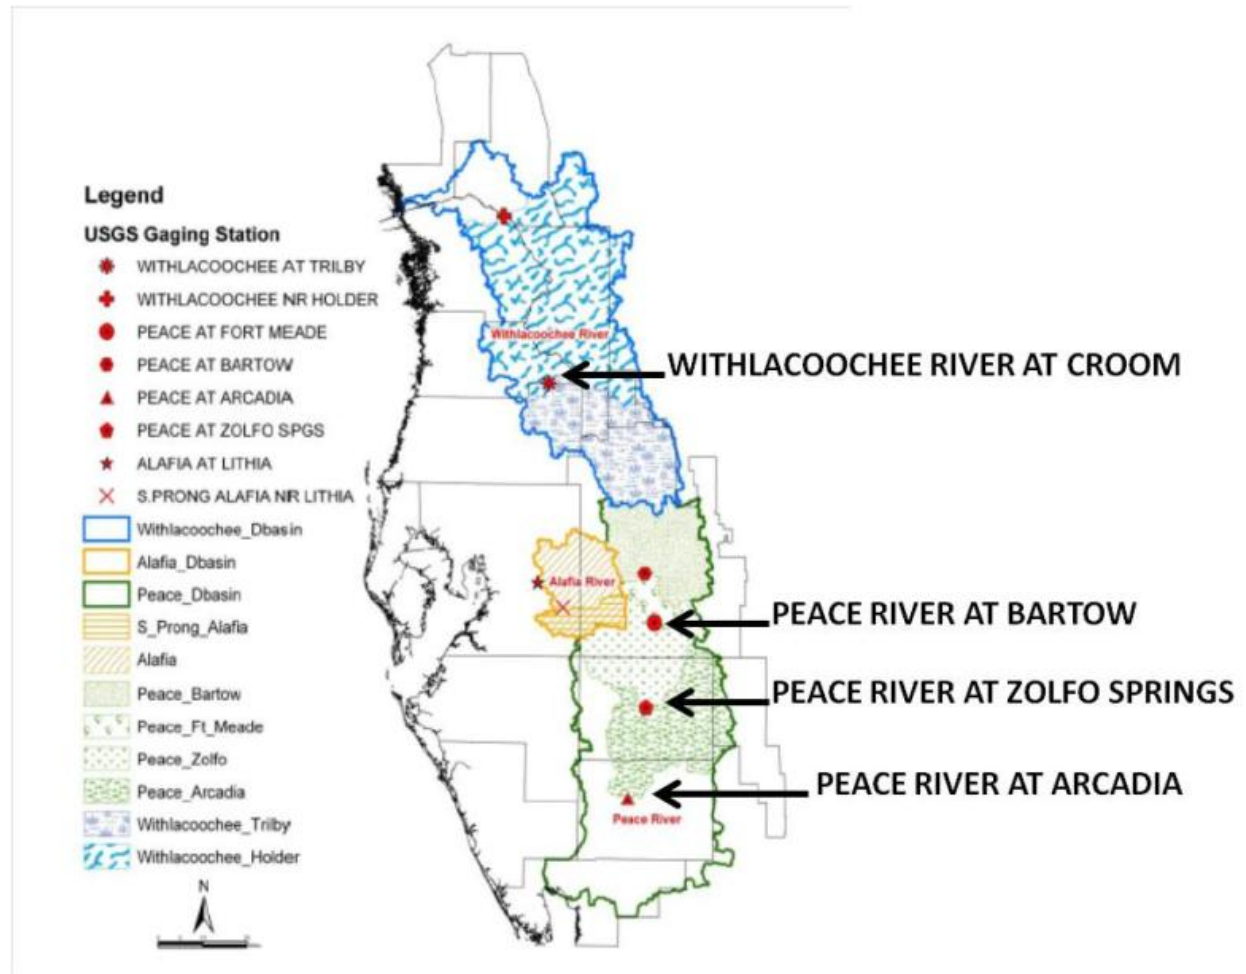 Legend
USGS Gaging Station
WITHLACOOCHEE AT TRILBY
WITHLACOOCHEE NR HOLDER
PEACE AT FORT MEADE
PEACE AT BARTOW
PEACE AT ARCADIA
PEACE AT ZOLFO SPGS
ALAFIA AT LITHIA
S.PRONG ALAFIA NR LITHIA
Withlacoochee_Dbasin
Alafia_Dbasin
Peace_Dbasin
S_Prong_Alafia
Alafia
Peace_Bartow
Peace_Ft_Meade
Peace_Zolfo
Peace_Arcadia
Withlacoochee_Trilby
Withlacoochee_Holder
N
Withlacoochee River
WITHLACOOCHEE RIVER AT CROOM
Alafia River
PEACE RIVER AT BARTOW
PEACE RIVER AT ZOLFO SPRINGS
PEACE RIVER AT ARCADIA
Peace River